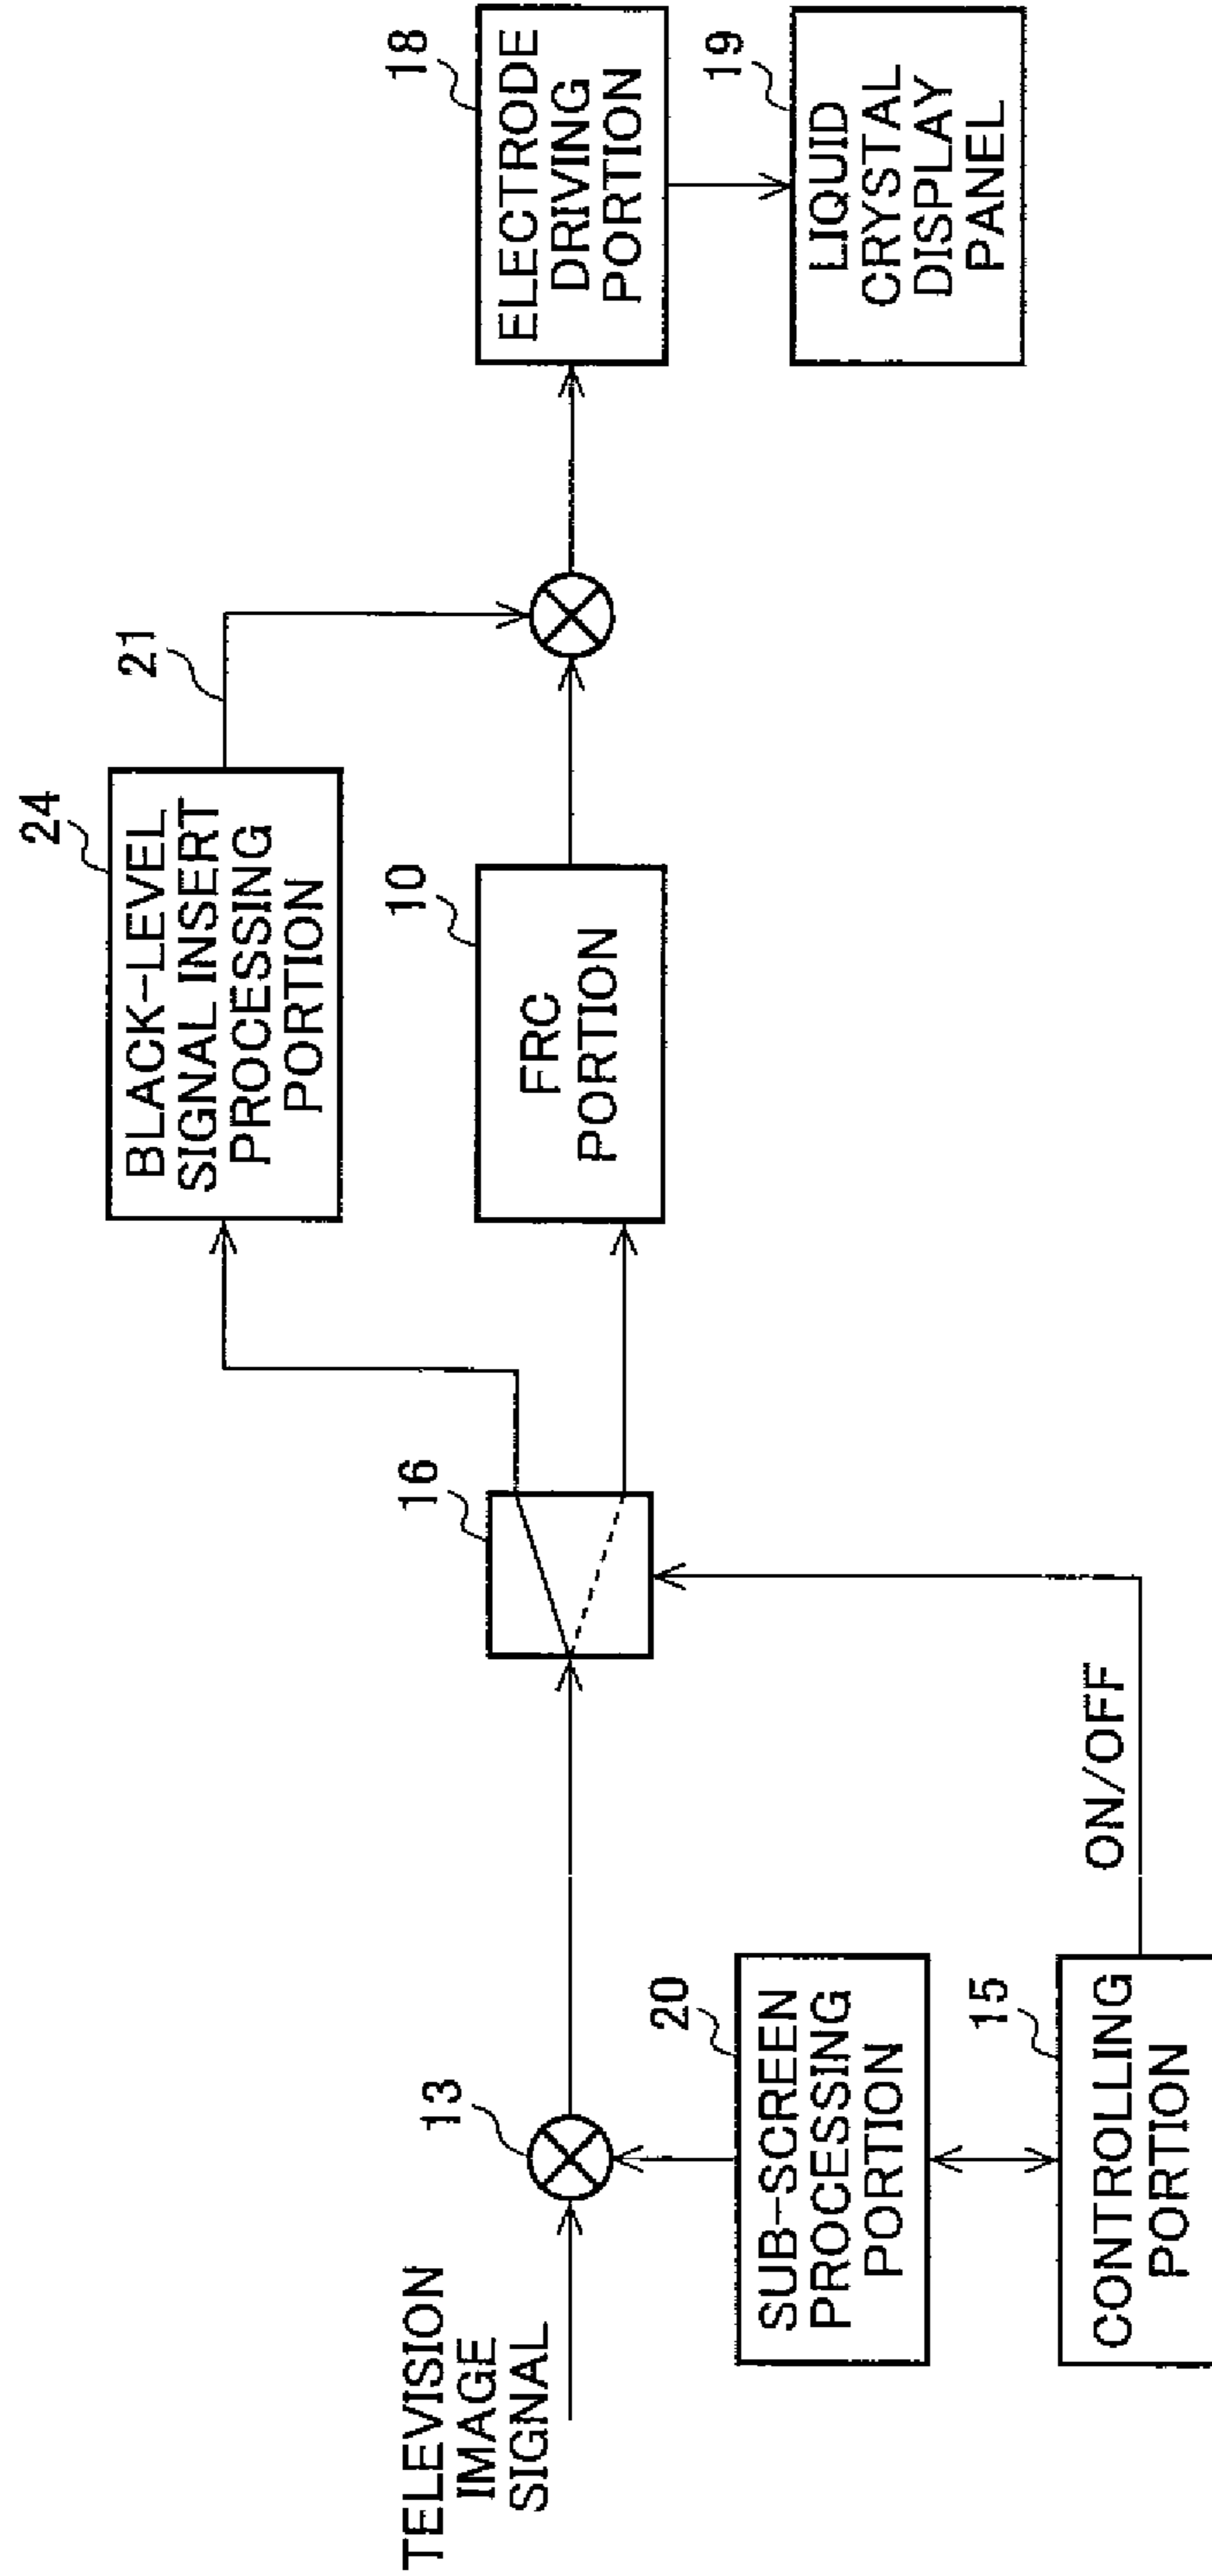 TELEVISION
IMAGE
SIGNAL
13
SUB-SCREEN
PROCESSING
PORTION
20
CONTROLLING
PORTION
15
ON/OFF
16
BLACK-LEVEL
SIGNAL INSERT
PROCESSING
PORTION
24
21
FRC
PORTION
10
ELECTRODE
DRIVING
PORTION
18
LIQUID
CRYSTAL
DISPLAY
PANEL
19